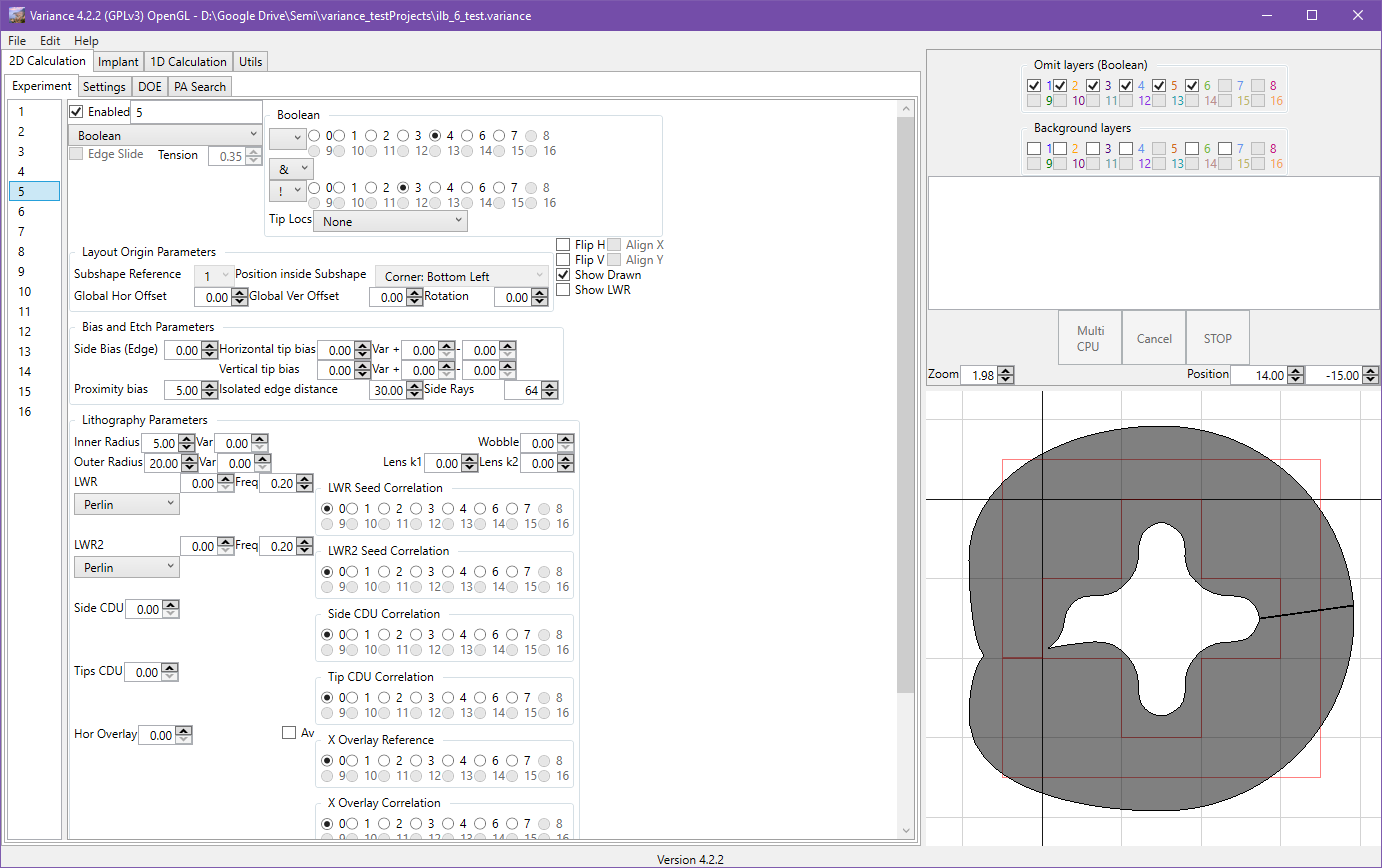 Variance 4.2.2 (GPLv3) OpenGL - D:\Google Drive\Semi\variance_testProjects\ilb_6_test.variance
File Edit Help
2D Calculation Implant 1D Calculation Utils
Experiment Settings DOE PA Search
1
2
3
4
5
6
7
8
9
10
11
12
13
14
15
16
Enabled 5
Boolean
Edge Slide Tension 0.35
Boolean
0 1 2 3 4 6 7 8
9 10 11 12 13 14 15 16
&
! 0 1 2 3 4 6 7 8
9 10 11 12 13 14 15 16
Tip Locs None
Layout Origin Parameters
Subshape Reference 1 Position inside Subshape Corner: Bottom Left
Global Hor Offset 0.00 Global Ver Offset 0.00 Rotation 0.00
Flip H Align X
Flip V Align Y
Show Drawn
Show LWR
Bias and Etch Parameters
Side Bias (Edge) 0.00 Horizontal tip bias 0.00 Var + 0.00 - 0.00
Vertical tip bias 0.00 Var + 0.00 - 0.00
Proximity bias 5.00 Isolated edge distance 30.00 Side Rays 64
Lithography Parameters
Inner Radius 5.00 Var 0.00 Wobble 0.00
Outer Radius 20.00 Var 0.00 Lens k1 0.00 Lens k2 0.00
LWR 0.00 Freq 0.20
Perlin
LWR Seed Correlation
0 1 2 3 4 6 7 8
9 10 11 12 13 14 15 16
LWR2 0.00 Freq 0.20
Perlin
LWR2 Seed Correlation
0 1 2 3 4 6 7 8
9 10 11 12 13 14 15 16
Side CDU 0.00
Side CDU Correlation
0 1 2 3 4 6 7 8
9 10 11 12 13 14 15 16
Tips CDU 0.00
Tip CDU Correlation
0 1 2 3 4 6 7 8
9 10 11 12 13 14 15 16
Hor Overlay 0.00 Av
X Overlay Reference
0 1 2 3 4 6 7 8
9 10 11 12 13 14 15 16
X Overlay Correlation
0 1 2 3 4 6 7 8
9 10 11 12 13 14 15 16
Omit layers (Boolean)
1 2 3 4 5 6 7 8
9 10 11 12 13 14 15 16
Background layers
1 2 3 4 5 6 7 8
9 10 11 12 13 14 15 16
Multi
CPU
Cancel
STOP
Zoom 1.98 Position 14.00 -15.00
Version 4.2.2